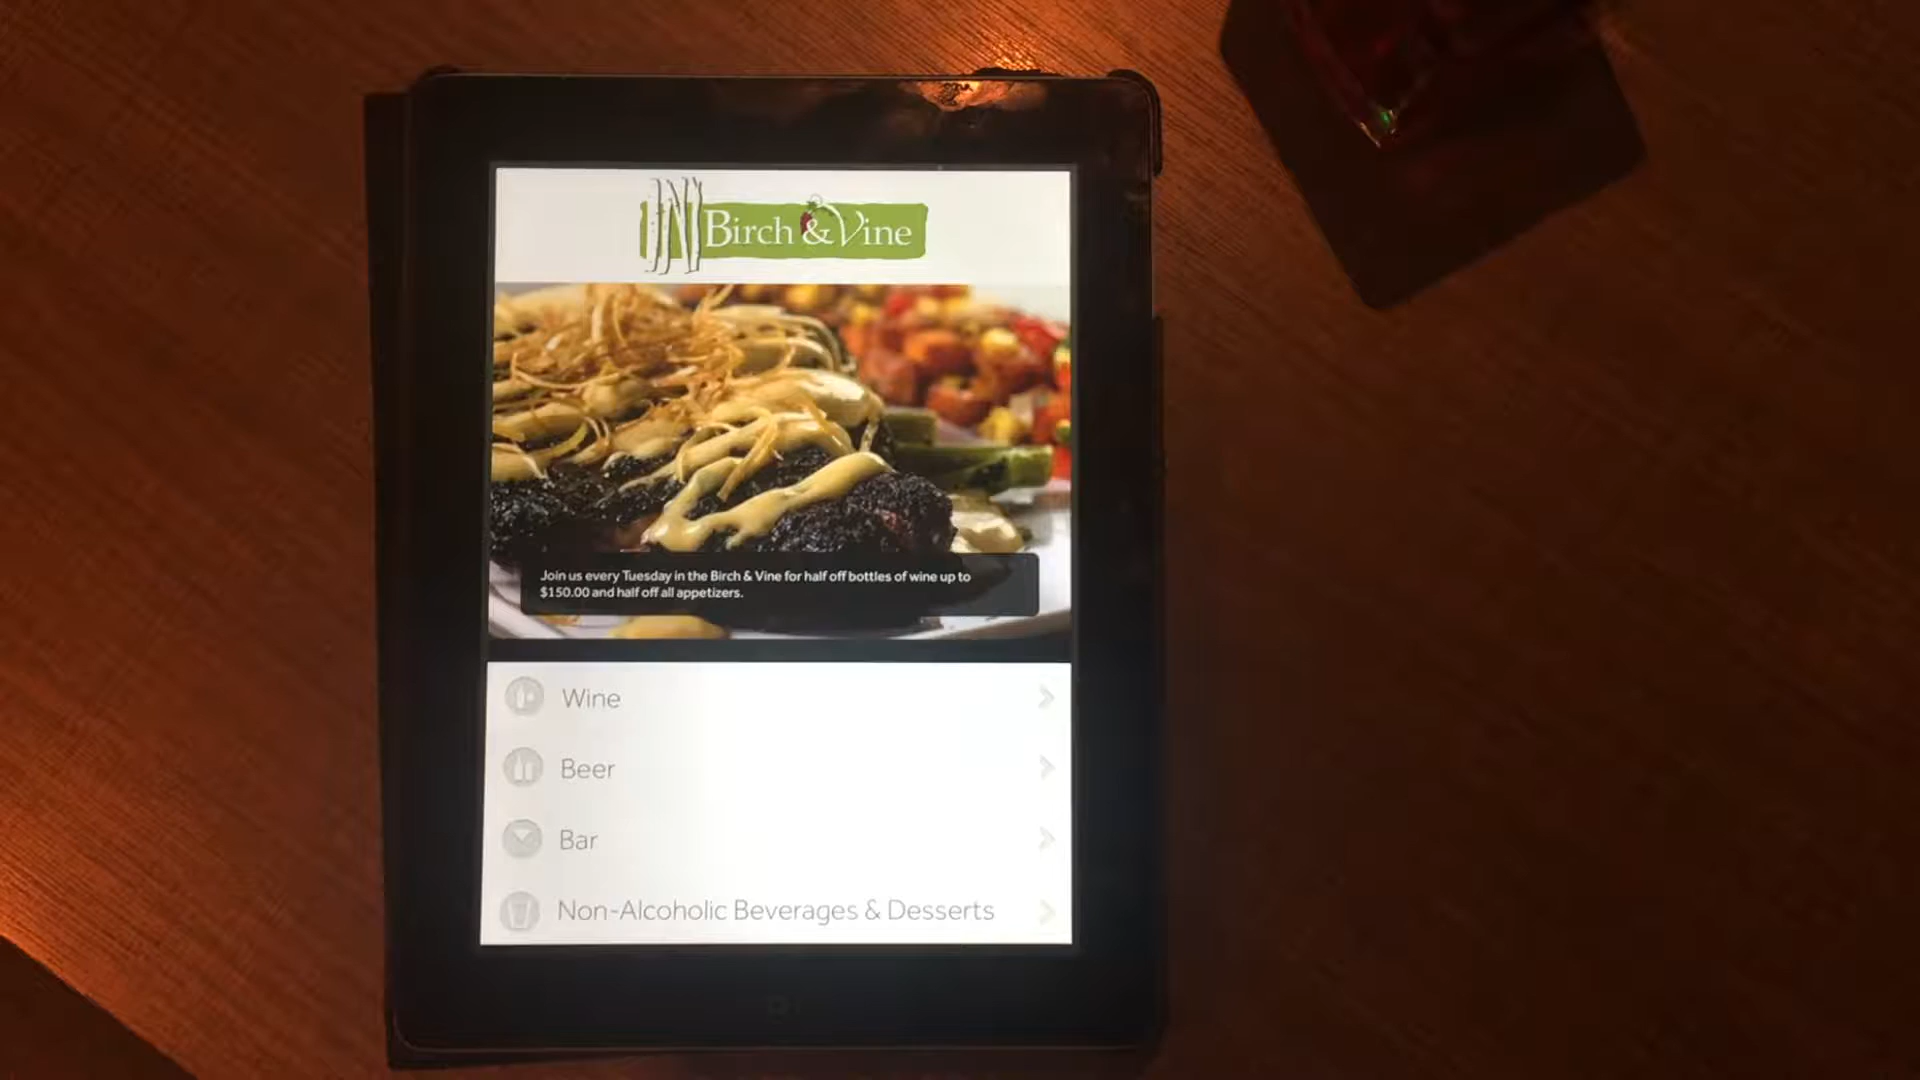 Birch & Vine
Join us every Tuesday in the Birch & Vine for half off bottles of wine up to
$150.00 and half off all appetizers.
Wine
Beer
Bar
Non-Alcoholic Beverages & Desserts